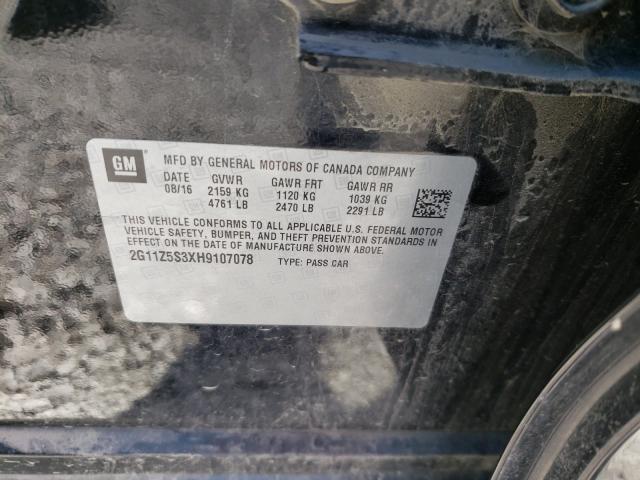 GM
MFD BY GENERAL MOTORS OF CANADA COMPANY
DATE GVWR GAWR FRT GAWR RR
08/16 2159 KG 1120 KG 1039 KG
4761 LB 2470 LB 2291 LB
THIS VEHICLE CONFORMS TO ALL APPLICABLE U.S. FEDERAL MOTOR
VEHICLE SAFETY, BUMPER, AND THEFT PREVENTION STANDARDS
IN EFFECT ON THE DATE OF MANUFACTURE SHOWN ABOVE.
2G11Z5S3XH9107078 TYPE: PASS CAR